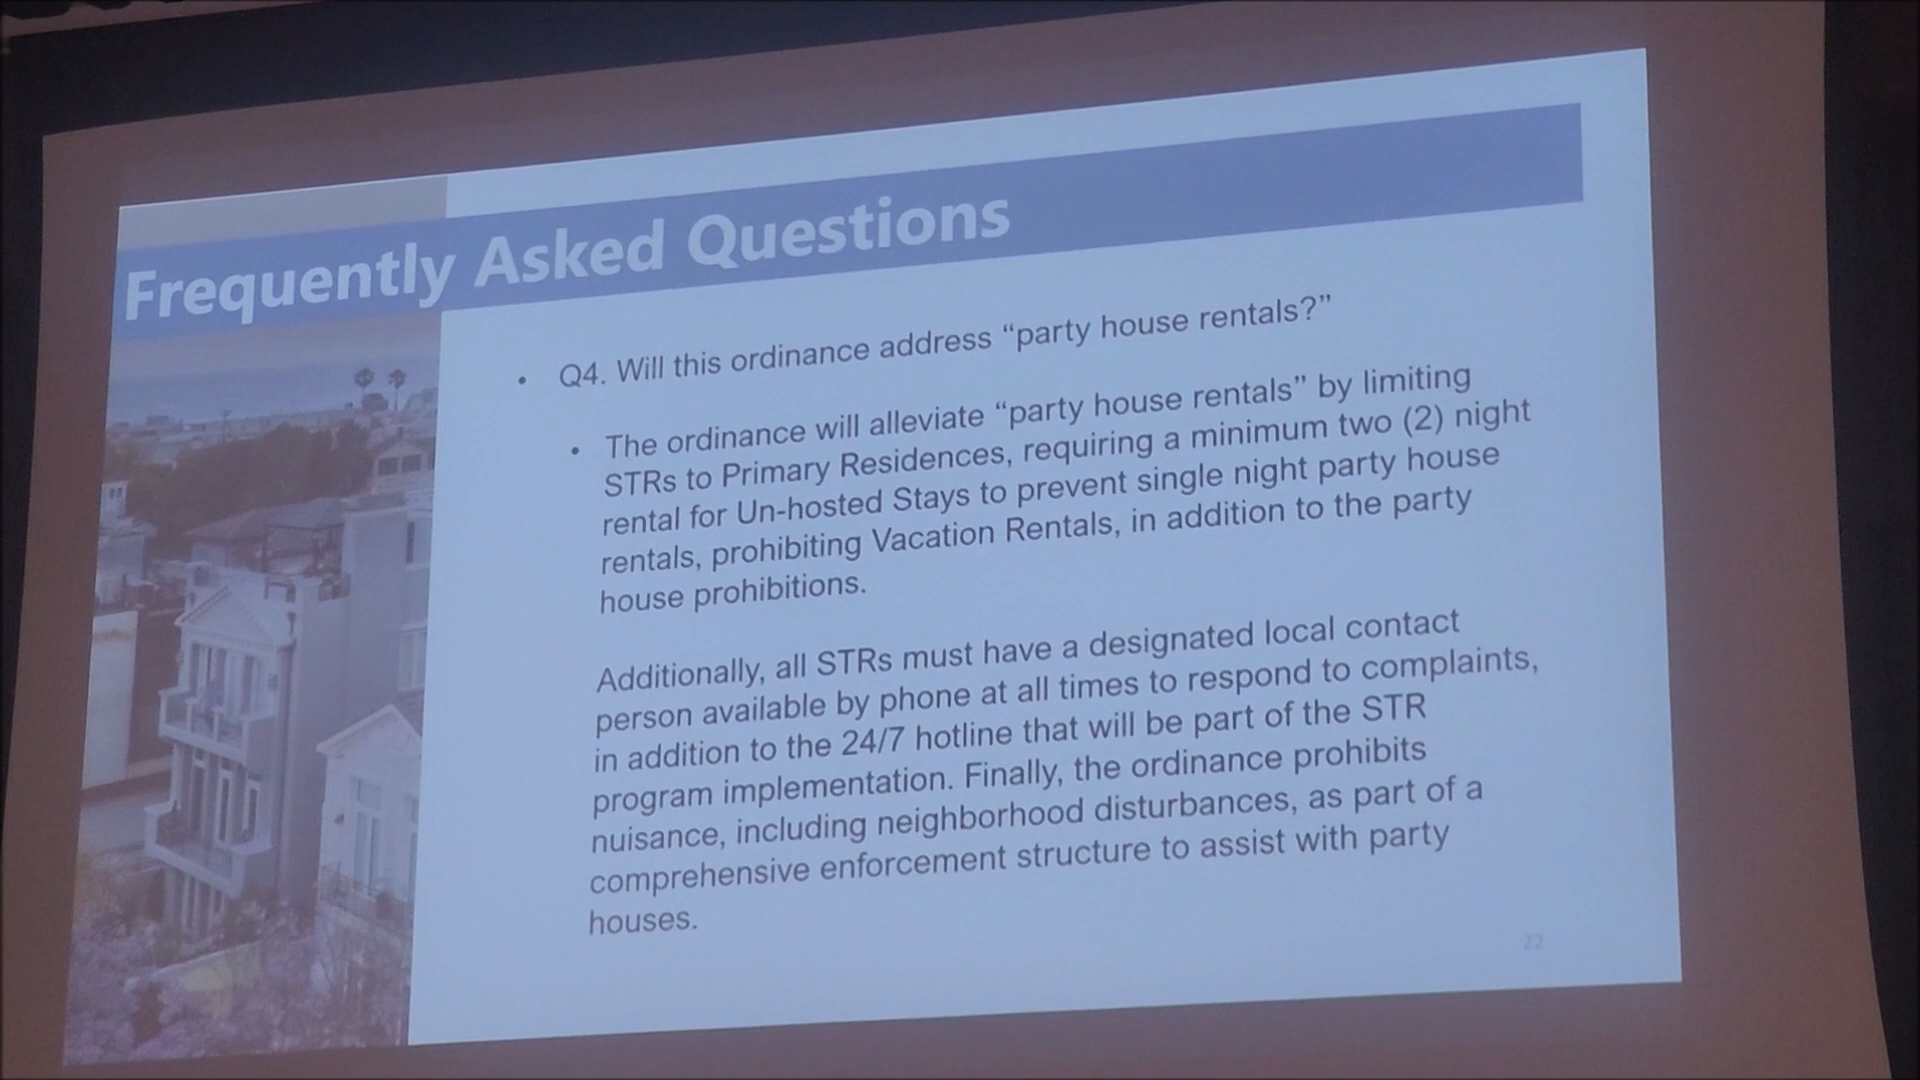 Frequently Asked Questions
• Q4. Will this ordinance address “party house rentals?”
• The ordinance will alleviate “party house rentals” by limiting
STRs to Primary Residences, requiring a minimum two (2) night
rental for Un-hosted Stays to prevent single night party house
rentals, prohibiting Vacation Rentals, in addition to the party
house prohibitions.
Additionally, all STRs must have a designated local contact
person available by phone at all times to respond to complaints,
in addition to the 24/7 hotline that will be part of the STR
program implementation. Finally, the ordinance prohibits
nuisance, including neighborhood disturbances, as part of a
comprehensive enforcement structure to assist with party
houses.
22